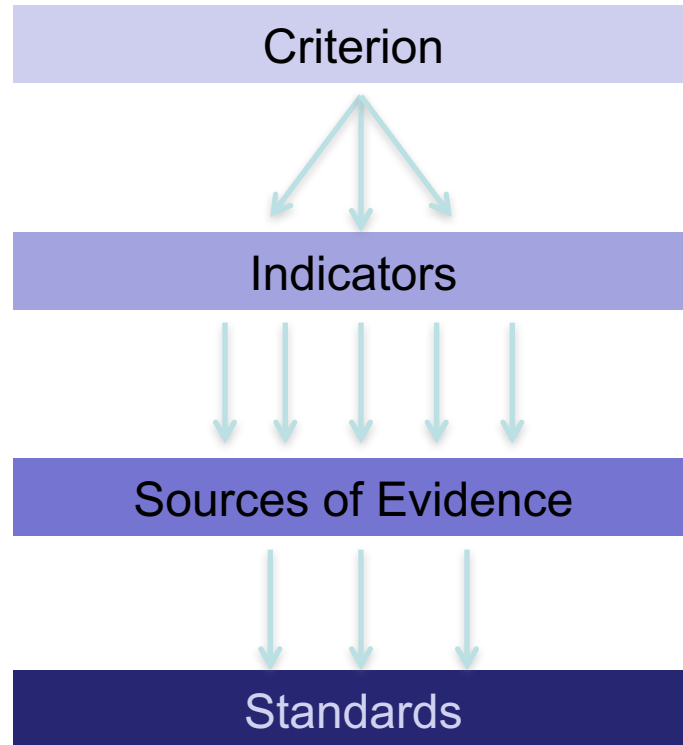 Criterion
Indicators
Sources of Evidence
Standards